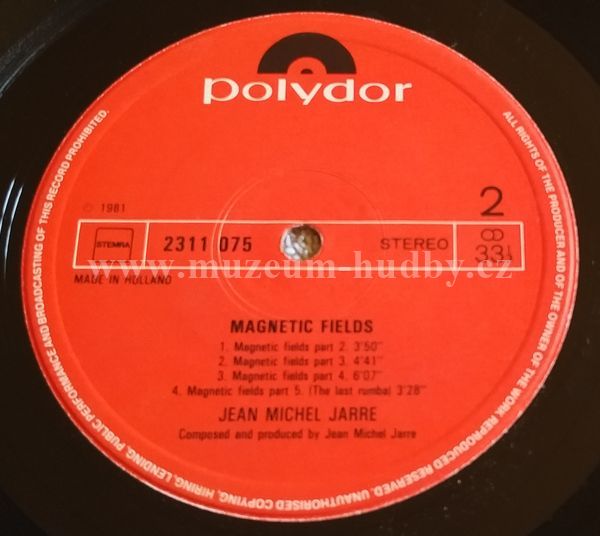 polydor
℗ 1981
2
STEMRA
2311 075
STEREO
33⅓
MADE IN HOLLAND
MAGNETIC FIELDS
1. Magnetic fields part 2. 3'50"
2. Magnetic fields part 3. 4'41"
3. Magnetic fields part 4. 6'07"
4. Magnetic fields part 5. (The last rumba) 3'28"
JEAN MICHEL JARRE
Composed and produced by Jean Michel Jarre
ALL RIGHTS OF THE PRODUCER AND OF THE OWNER OF THE WORK REPRODUCED RESERVED. UNAUTHORISED COPYING, HIRING, LENDING, PUBLIC PERFORMANCE AND BROADCASTING OF THIS RECORD PROHIBITED.
www.muzeum-hudby.cz